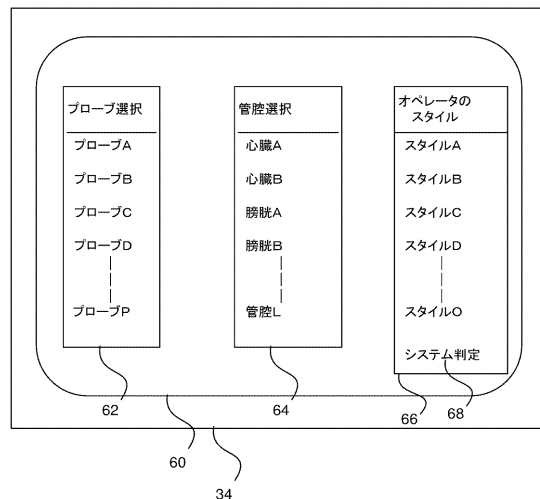 プローブ選択
プローブA
プローブB
プローブC
プローブD
プローブP
管腔選択
心臓A
心臓B
膀胱A
膀胱B
管腔L
オペレータの
スタイル
スタイルA
スタイルB
スタイルC
スタイルD
スタイルO
システム判定
62
64
66
68
60
34